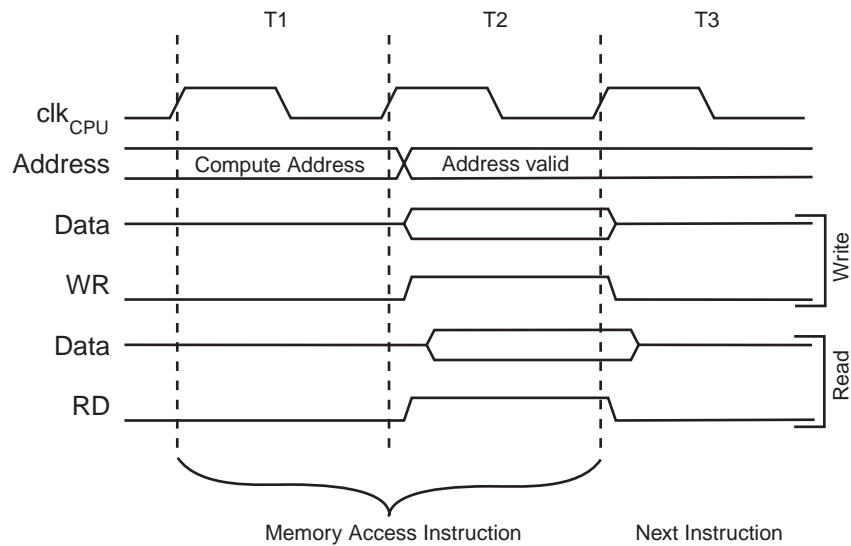 T1 T2 T3
clkCPU
Address Compute Address Address valid
Data
WR
Write
Data
RD
Read
Memory Access Instruction Next Instruction